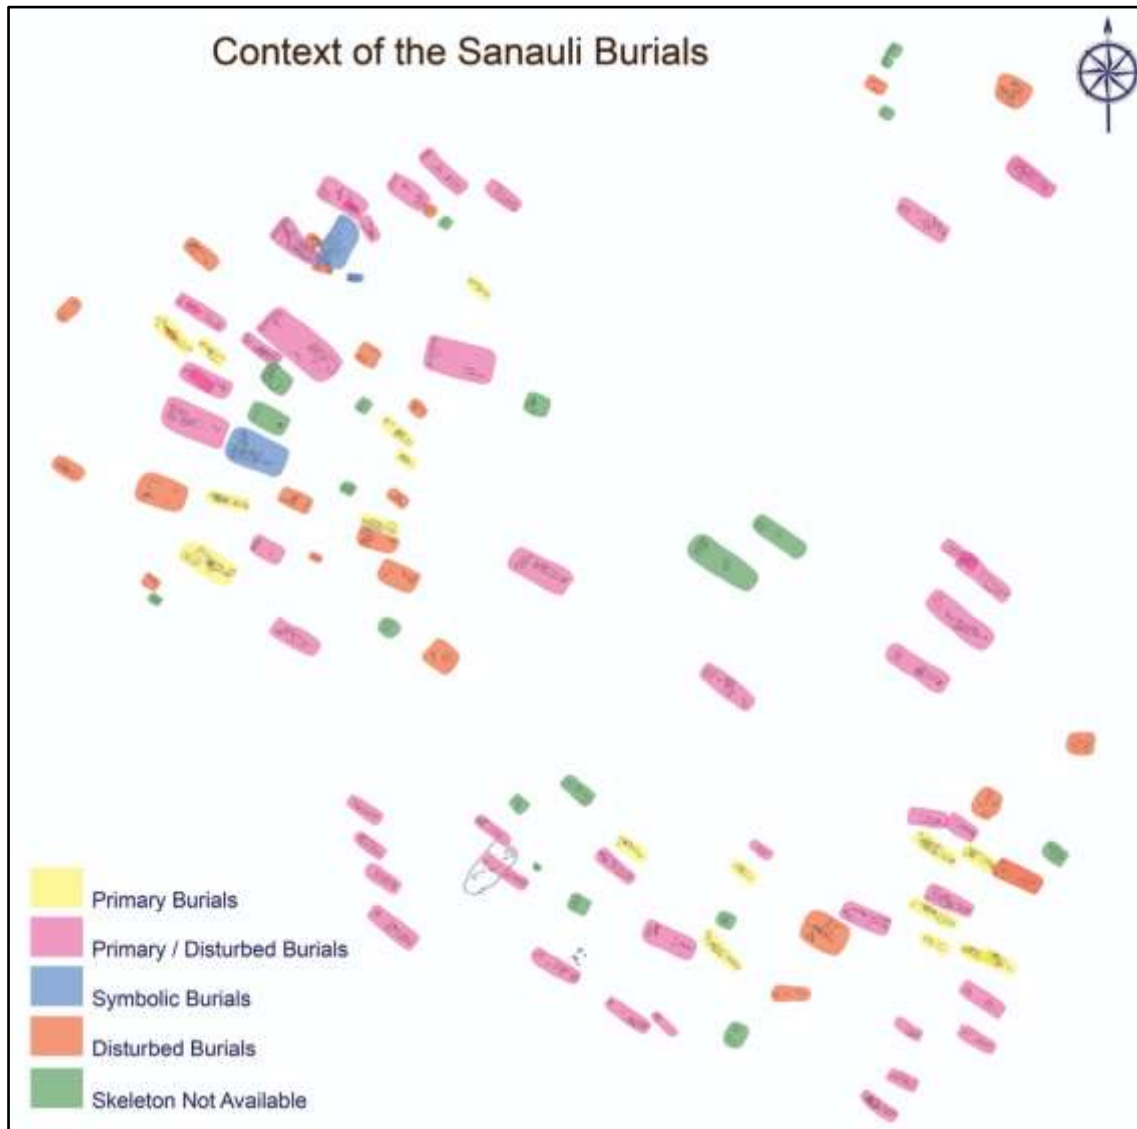 Context of the Sanauli Burials
Primary Burials
Primary / Disturbed Burials
Symbolic Burials
Disturbed Burials
Skeleton Not Available